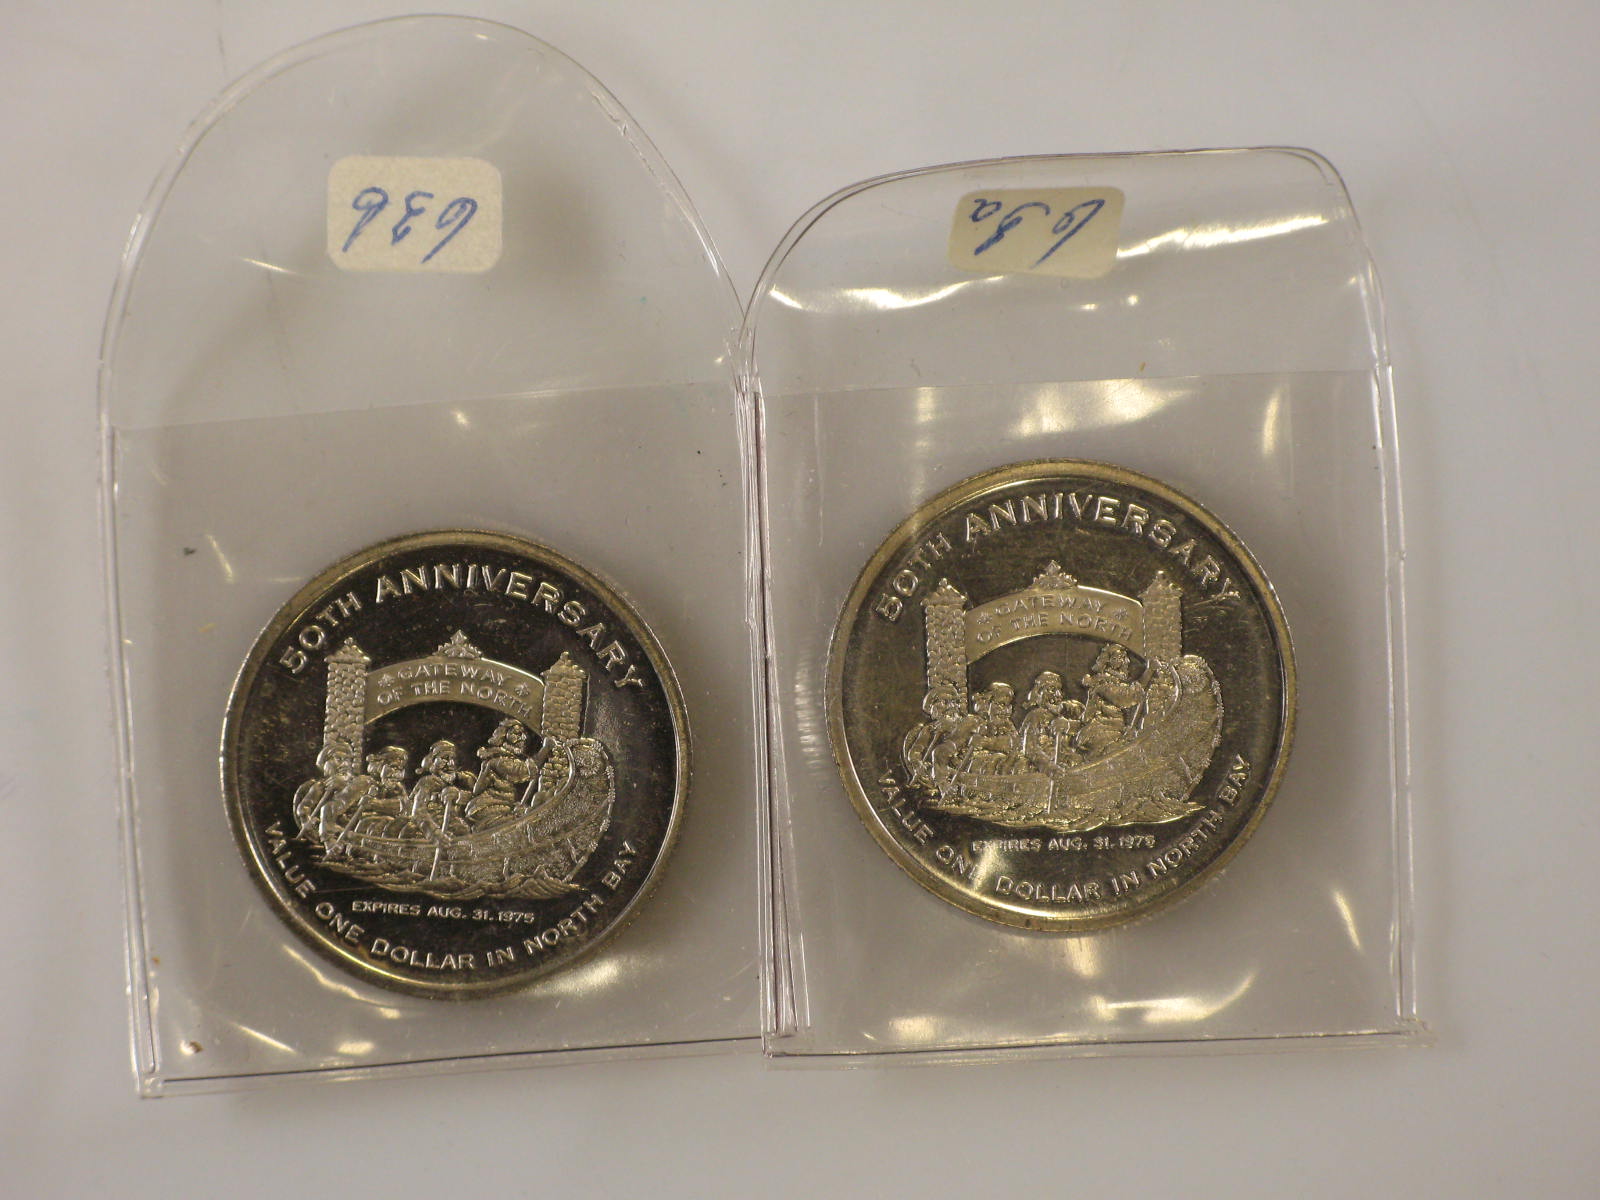 63b
50TH ANNIVERSARY
GATEWAY
OF THE NORTH
EXPIRES AUG. 31. 1975
VALUE ONE DOLLAR IN NORTH BAY
63a
50TH ANNIVERSARY
GATEWAY
OF THE NORTH
EXPIRES AUG. 31. 1975
VALUE ONE DOLLAR IN NORTH BAY